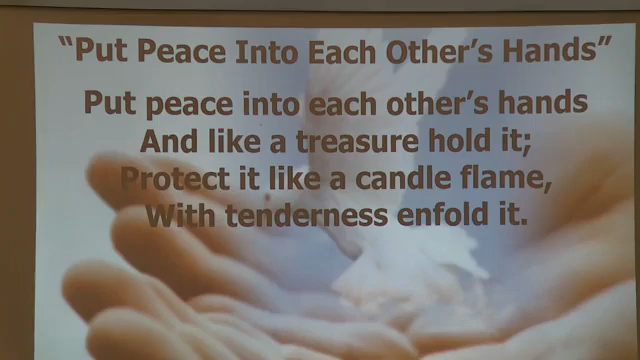 "Put Peace Into Each Other's Hands"
Put peace into each other's hands
And like a treasure hold it;
Protect it like a candle flame,
With tenderness enfold it.